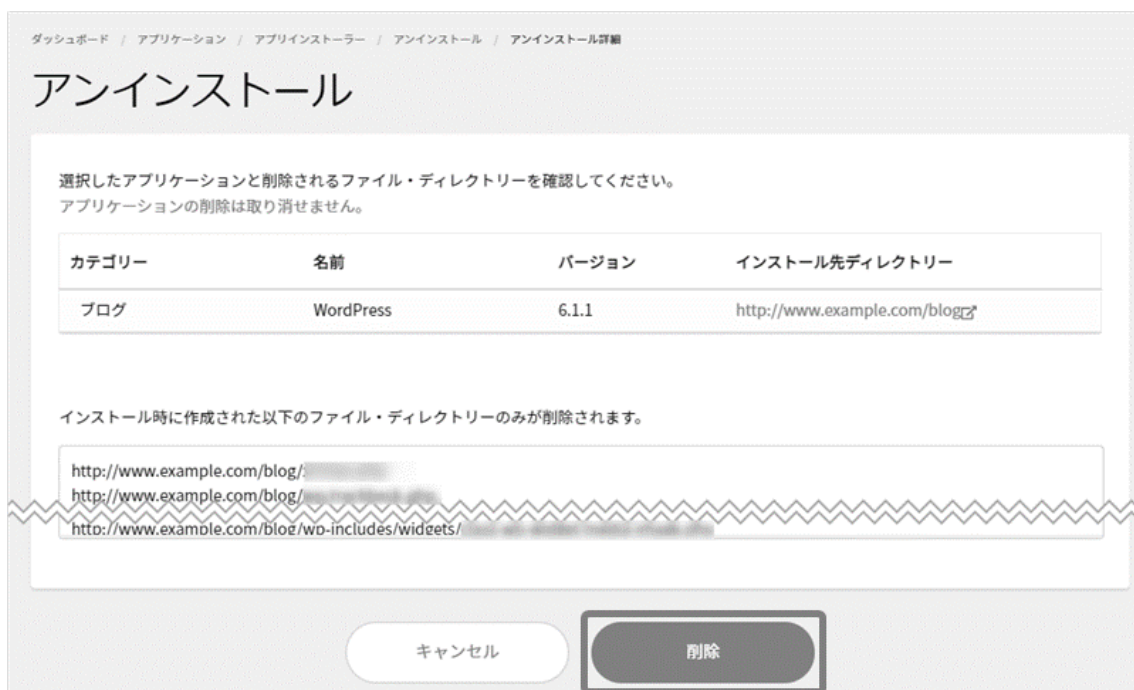 ダッシュボード / アプリケーション / アプリインストーラー / アンインストール / アンインストール詳細
アンインストール
選択したアプリケーションと削除されるファイル・ディレクトリーを確認してください。
アプリケーションの削除は取り消せません。
カテゴリー 名前 バージョン インストール先ディレクトリー
ブログ WordPress 6.1.1 http://www.example.com/blog
インストール時に作成された以下のファイル・ディレクトリーのみが削除されます。
http://www.example.com/blog/
http://www.example.com/blog/
http://www.example.com/blog/wp-includes/widgets/
キャンセル 削除